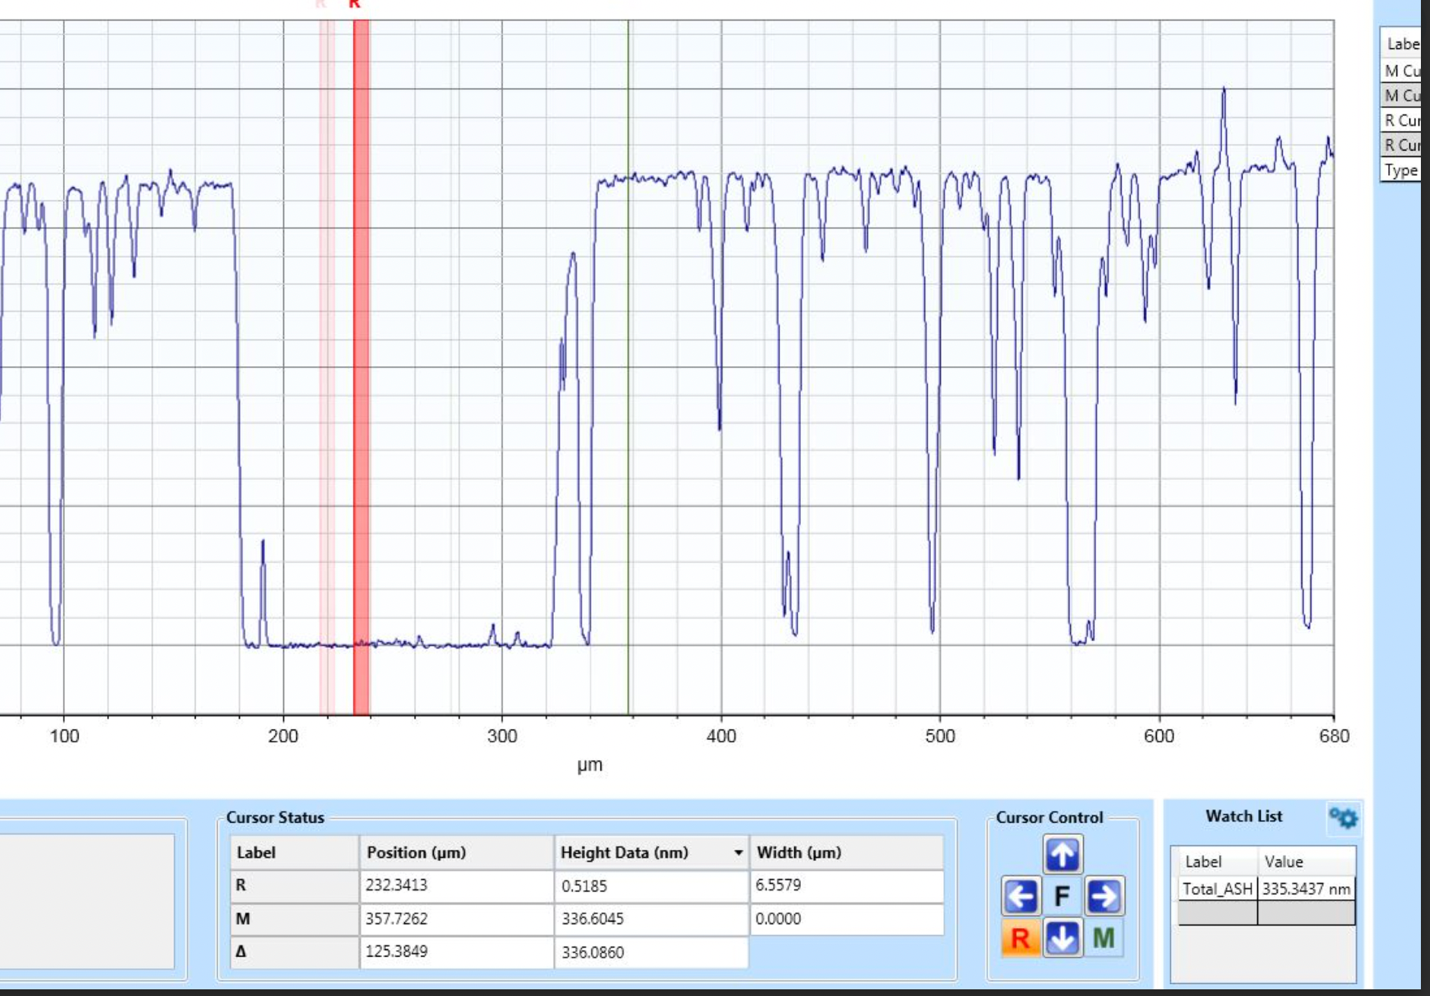 R R
Labe
M Cu
M Cu
R Cur
R Cur
Type
100 200 300 400 500 600 680
µm
Cursor Status
Label Position (µm) Height Data (nm) Width (µm)
R 232.3413 0.5185 6.5579
M 357.7262 336.6045 0.0000
Δ 125.3849 336.0860
Cursor Control
F
R M
Watch List
Label Value
Total_ASH 335.3437 nm